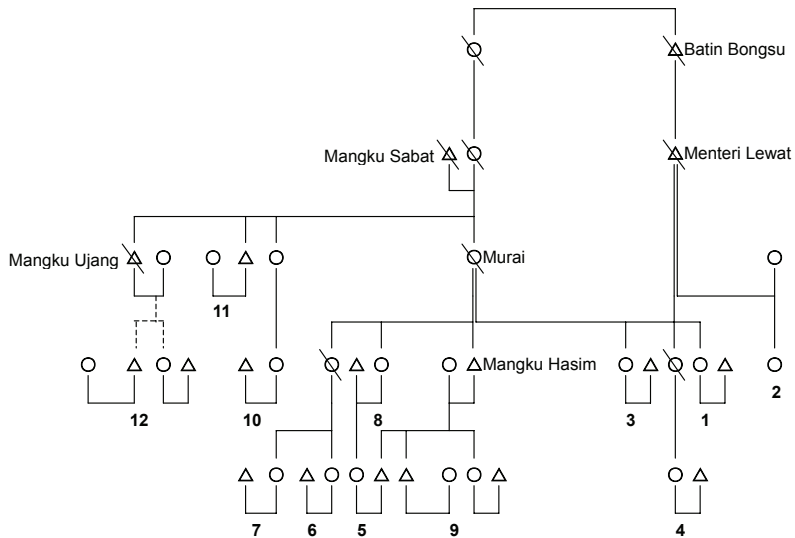 Batin Bongsu
Mangku Sabat
Menteri Lewat
Mangku Ujang
Murai
11
Mangku Hasim
2
12
10
8
3
1
7
6
5
9
4